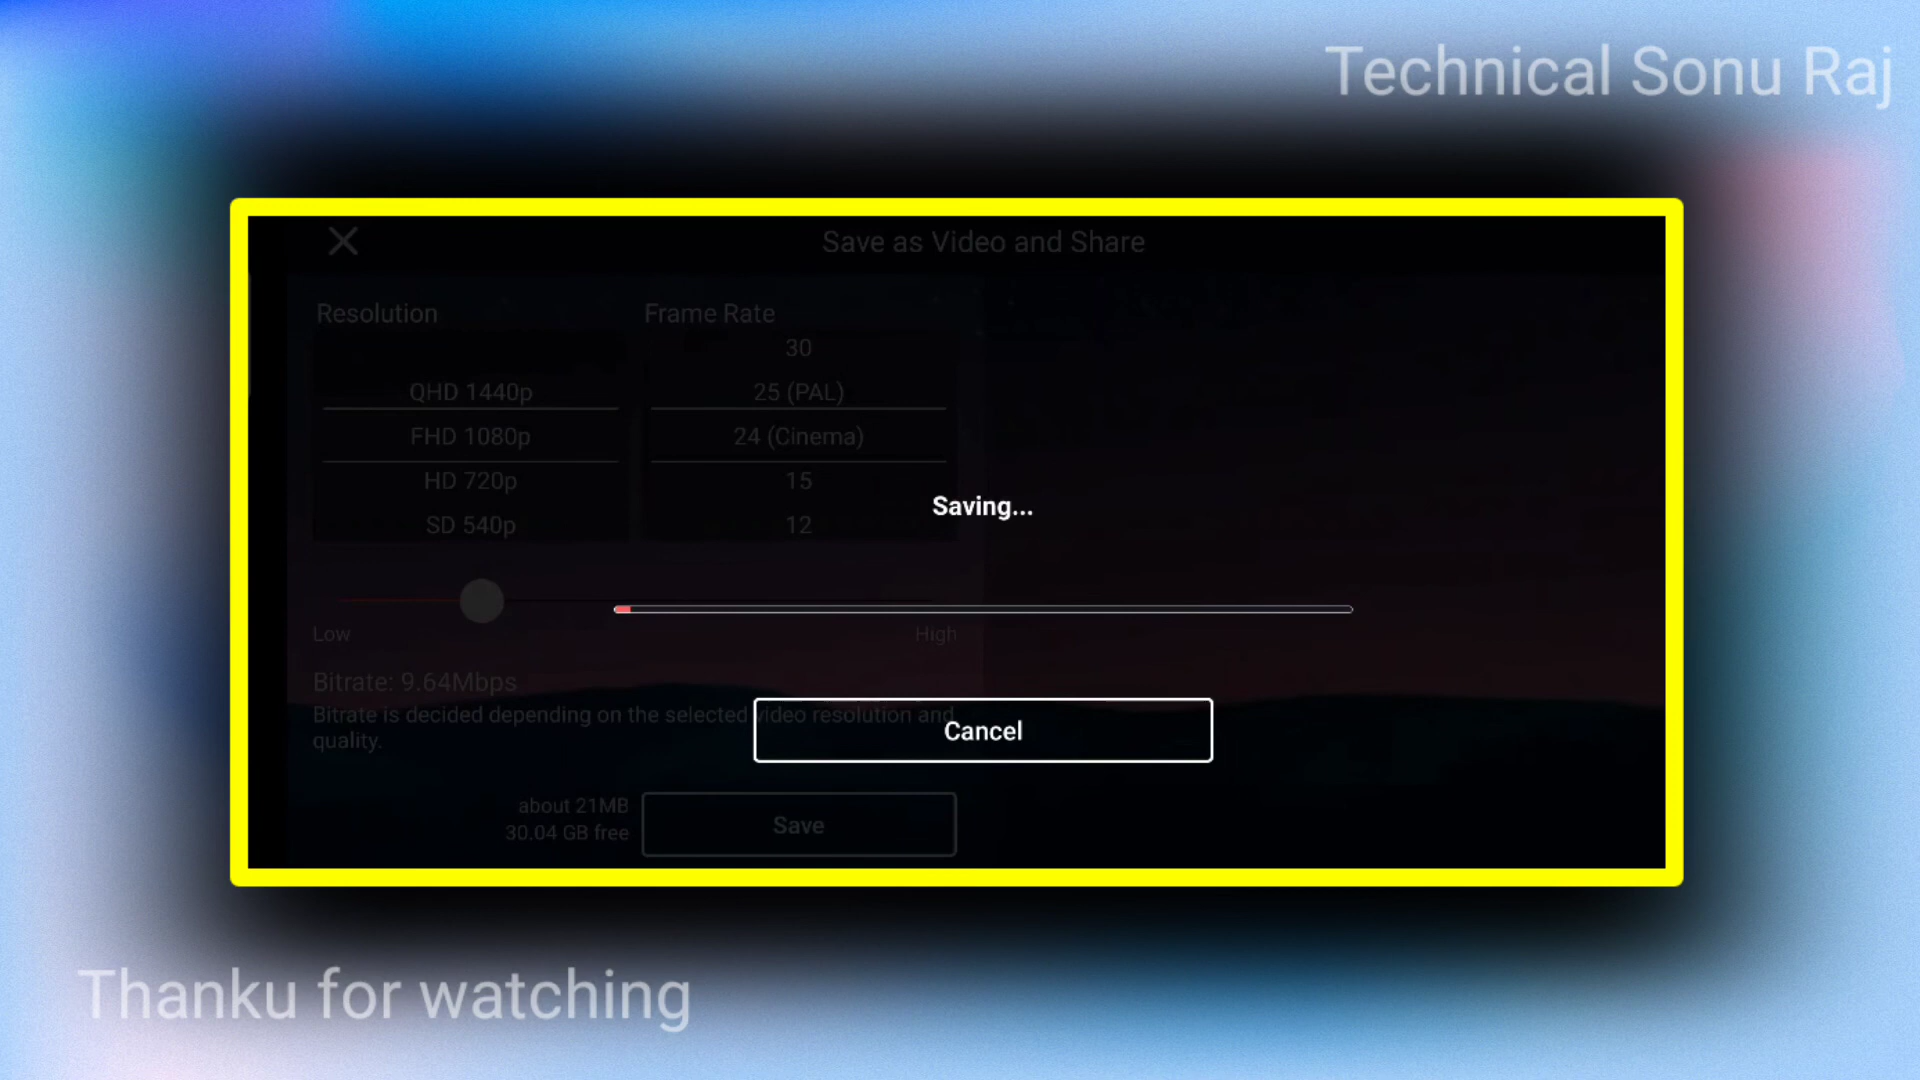 Technical Sonu Raj
Save as Video and Share
Resolution
Frame Rate
30
QHD 1440p
25 (PAL)
FHD 1080p
24 (Cinema)
HD 720p
15
SD 540p
12
Saving...
Low
High
Bitrate: 9.64Mbps
Bitrate is decided depending on the selected video resolution and
quality.
Cancel
about 21MB
30.04 GB free
Save
Thanku for watching